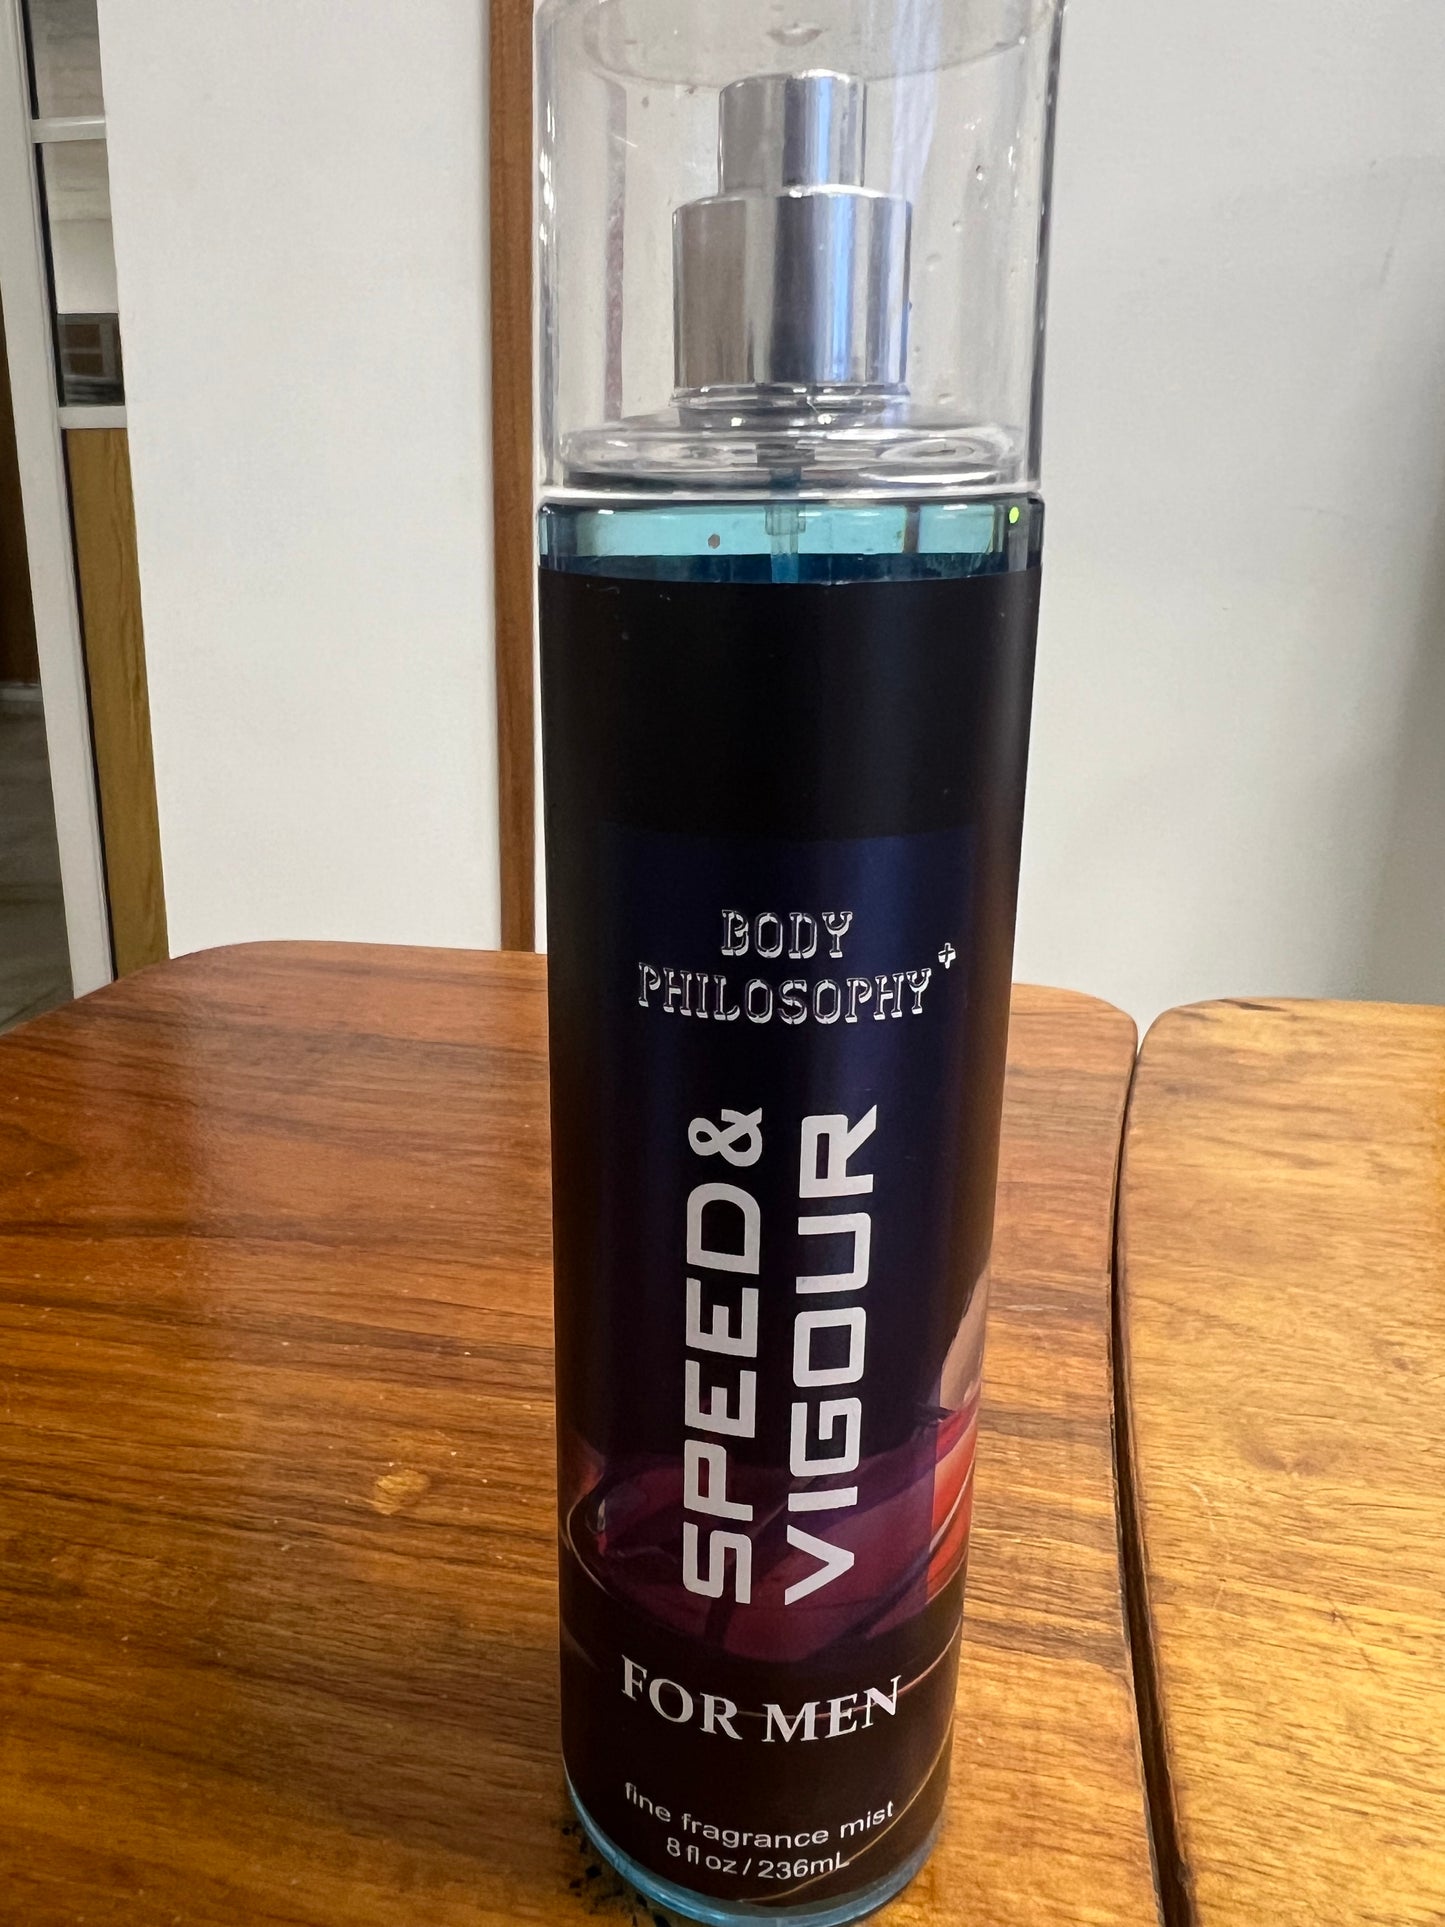 BODY
PHILOSOPHY+
SPEED &
VIGOUR
FOR MEN
fine fragrance mist
8 fl oz / 236mL